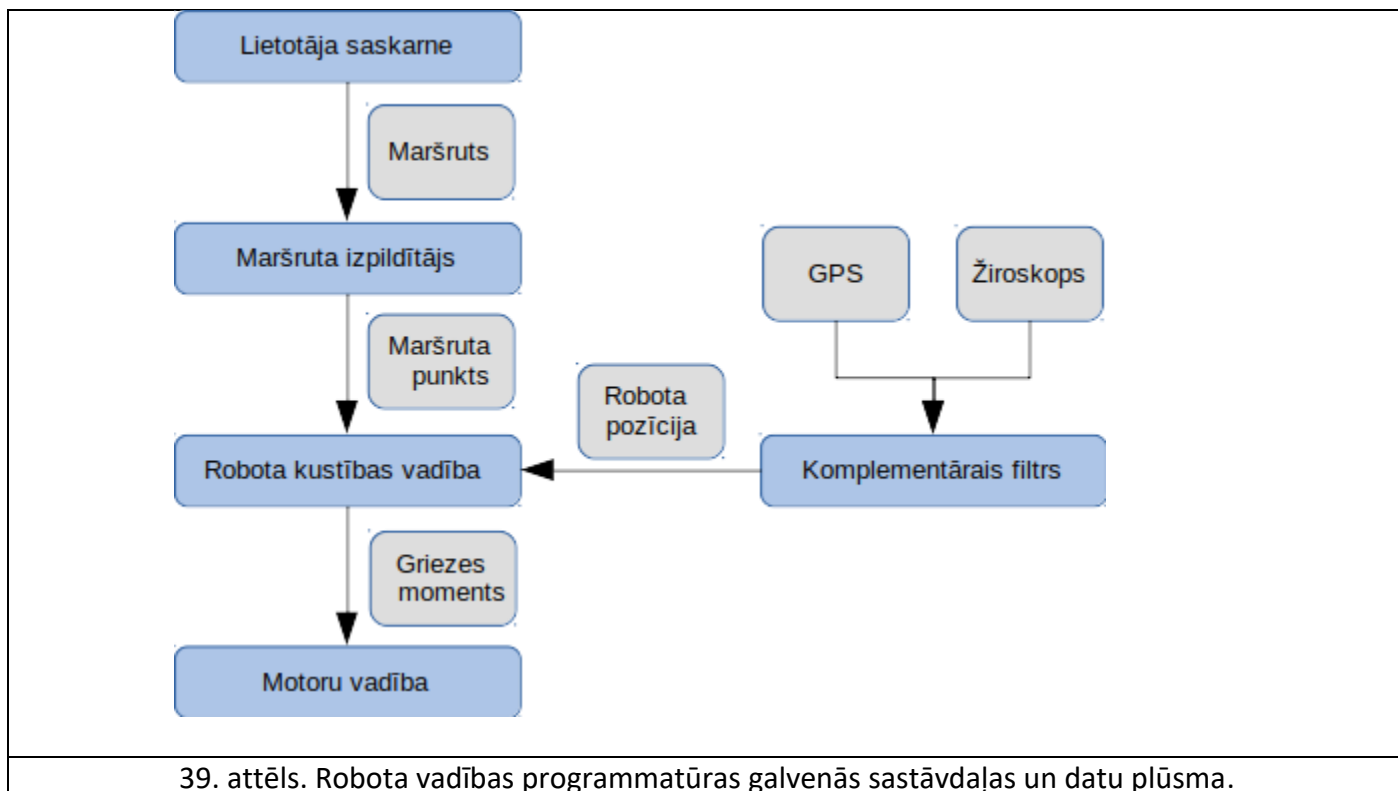 Lietotāja saskarne
Maršruts
Maršruta izpildītājs
GPS
Žiroskops
Maršruta
punkts
Robota
pozīcija
Robota kustības vadība
Komplementārais filtrs
Griezes
moments
Motoru vadība
39. attēls. Robota vadības programmatūras galvenās sastāvdaļas un datu plūsma.